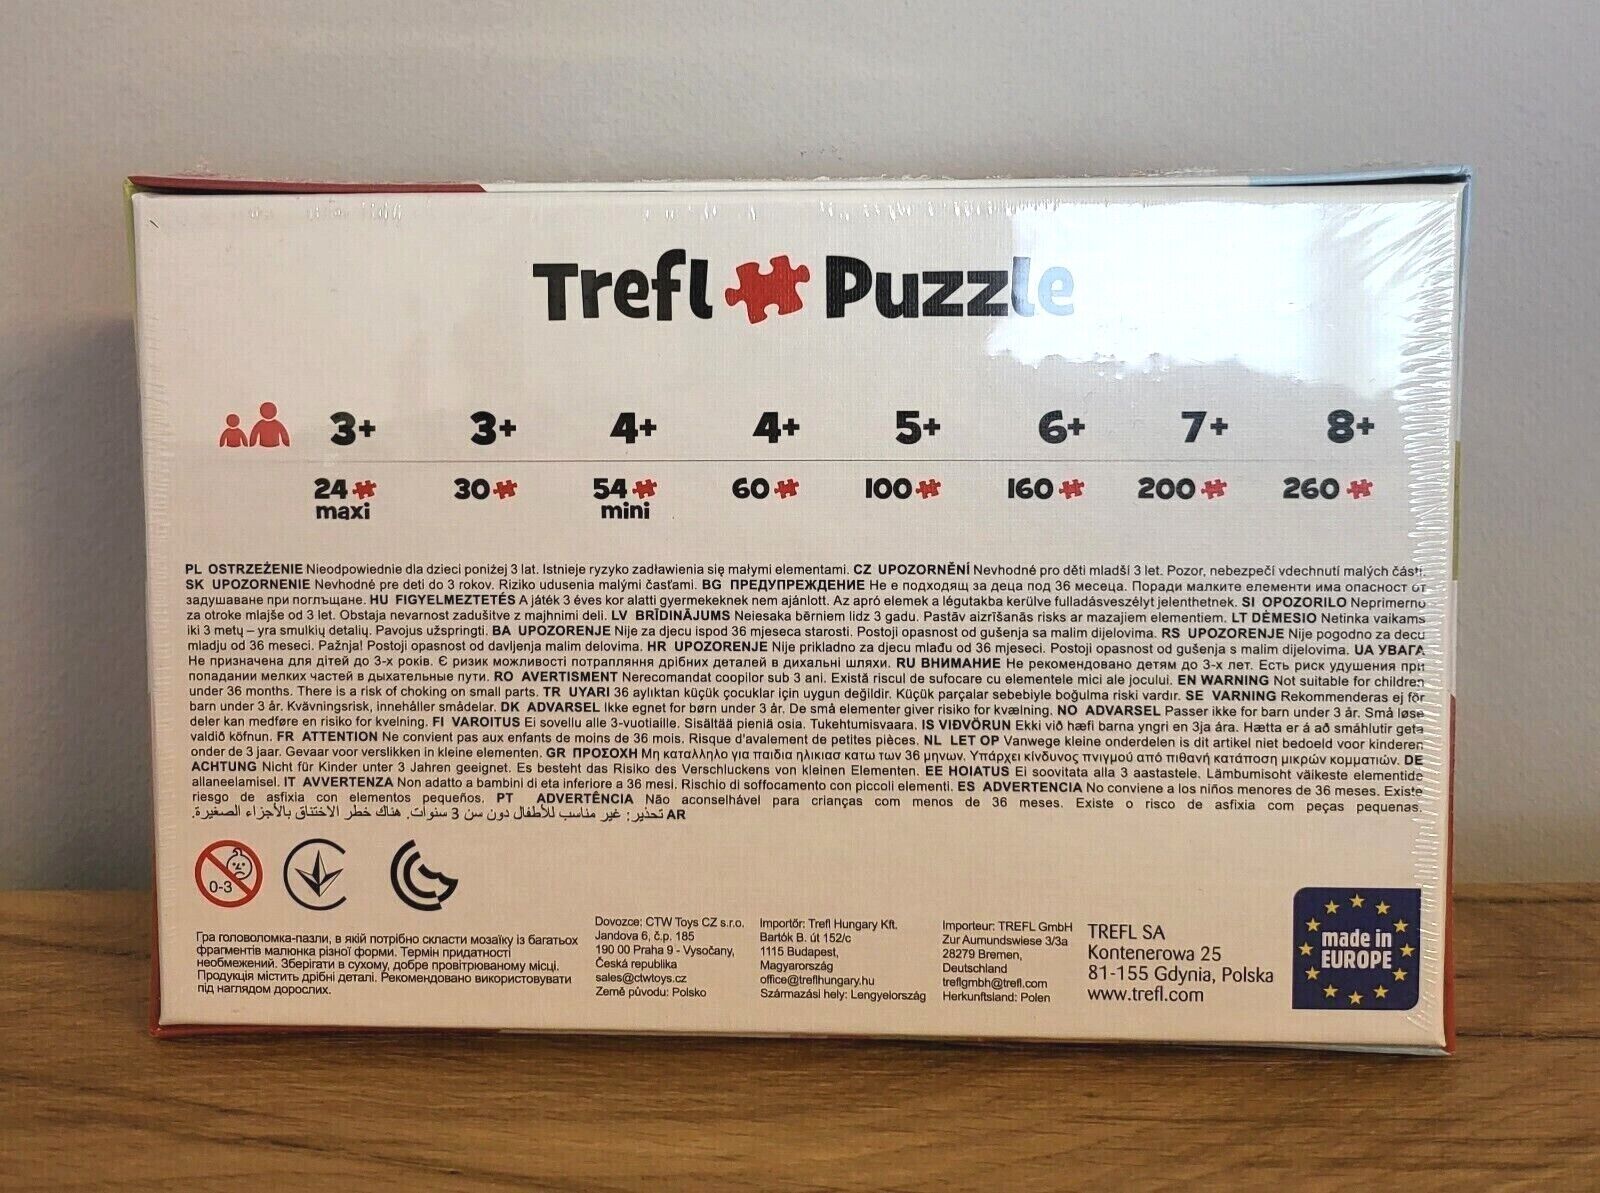 Trefl Puzzle
3+ 3+ 4+ 4+ 5+ 6+ 7+ 8+
24 30 54 60 100 160 200 260
maxi mini
PL OSTRZEŻENIE Nieodpowiednie dla dzieci poniżej 3 lat. Istnieje ryzyko zadławienia się małymi elementami. CZ UPOZORNĚNÍ Nevhodné pro děti mladší 3 let. Pozor, nebezpečí vdechnutí malých částí.
SK UPOZORNENIE Nevhodné pre deti do 3 rokov. Riziko udusenia malými časťami. BG ПРЕДУПРЕЖДЕНИЕ Не е подходящ за деца под 36 месеца. Поради малките елементи има опасност от
задушаване при поглъщане. HU FIGYELMEZTETÉS A játék 3 éves kor alatti gyermekeknek nem ajánlott. Az apró elemek a légutakba kerülve fulladásveszélyt jelenthetnek. SI OPOZORILO Neprimerno
za otroke mlajše od 3 let. Obstaja nevarnost zadušitve z majhnimi deli. LV BRĪDINĀJUMS Neiesaka bērniem līdz 3 gadu. Pastāv aizrīšanās risks ar mazajiem elementiem. LT DĖMESIO Netinka vaikams
iki 3 metų – yra smulkių detalių. Pavojus užspringti. BA UPOZORENJE Nije za djecu ispod 36 mjeseca starosti. Postoji opasnost od gušenja sa malim dijelovima. RS UPOZORENJE Nije pogodno za decu
mladju od 36 meseci. Pažnja! Postoji opasnost od davljenja malim delovima. HR UPOZORENJE Nije prikladno za djecu mlađu od 36 mjeseci. Postoji opasnost od gušenja s malim dijelovima. UA УВАГА
Не призначена для дітей до 3-х років. Є ризик можливості потрапляння дрібних деталей в дихальні шляхи. RU ВНИМАНИЕ Не рекомендовано детям до 3-х лет. Есть риск удушения при
попадании мелких частей в дыхательные пути. RO AVERTISMENT Nerecomandat coopilor sub 3 ani. Există riscul de sufocare cu elementele mici ale jocului. EN WARNING Not suitable for children
under 36 months. There is a risk of choking on small parts. TR UYARI 36 aylıktan küçük çocuklar için uygun değildir. Küçük parçalar sebebiyle boğulma riski vardır. SE VARNING Rekommenderas ej för
barn under 3 år. Kvävningsrisk, innehåller smådelar. DK ADVARSEL Ikke egnet for børn under 3 år. De små elementer giver risiko for kvælning. NO ADVARSEL Passer ikke for barn under 3 år. Små løse
deler kan medføre en risiko for kvelning. FI VAROITUS Ei sovellu alle 3-vuotiaille. Sisältää pieniä osia. Tukehtumisvaara. IS VIÐVÖRUN Ekki við hæfi barna yngri en 3ja ára. Hætta er á að smáhlutir geta
valdið köfnun. FR ATTENTION Ne convient pas aux enfants de moins de 36 mois. Risque d'avalement de petites pièces. NL LET OP Vanwege kleine onderdelen is dit artikel niet bedoeld voor kinderen
onder de 3 jaar. Gevaar voor verslikken in kleine elementen. GR ΠΡΟΣΟΧΗ Μη καταλληλο για παιδια ηλικιασ κατω των 36 μηνων. Υπάρχει κίνδυνος πνιγμού από πιθανή κατάποση μικρών κομματιών. DE
ACHTUNG Nicht für Kinder unter 3 Jahren geeignet. Es besteht das Risiko des Verschluckens von kleinen Elementen. EE HOIATUS Ei soovitata alla 3 aastastele. Lämbumisoht väikeste elementide
allaneelamisel. IT AVVERTENZA Non adatto a bambini di eta inferiore a 36 mesi. Rischio di soffocamento con piccoli elementi. ES ADVERTENCIA No conviene a los niños menores de 36 meses. Existe
riesgo de asfixia con elementos pequeños. PT ADVERTÊNCIA Não aconselhável para crianças com menos de 36 meses. Existe o risco de asfixia com peças pequenas.
AR تحذير: غير مناسب للأطفال دون سن 3 سنوات. هناك خطر الاختناق بالأجزاء الصغيرة.
0-3
Гра головоломка-пазли, в якій потрібно скласти мозаїку із багатьох
фрагментів малюнка різної форми. Термін придатності
необмежений. Зберігати в сухому, добре провітрюваному місці.
Продукція містить дрібні деталі. Рекомендовано використовувати
під наглядом дорослих.
Dovozce: CTW Toys CZ s.r.o.
Jandova 6, č.p. 185
190 00 Praha 9 - Vysočany,
Česká republika
sales@ctwtoys.cz
Země původu: Polsko
Importőr: Trefl Hungary Kft.
Bartók B. út 152/c
1115 Budapest,
Magyarország
office@treflhungary.hu
Származási hely: Lengyelország
Importeur: TREFL GmbH
Zur Aumundswiese 3/3a
28279 Bremen,
Deutschland
treflgmbh@trefl.com
Herkunftsland: Polen
TREFL SA
Kontenerowa 25
81-155 Gdynia, Polska
www.trefl.com
made in
EUROPE